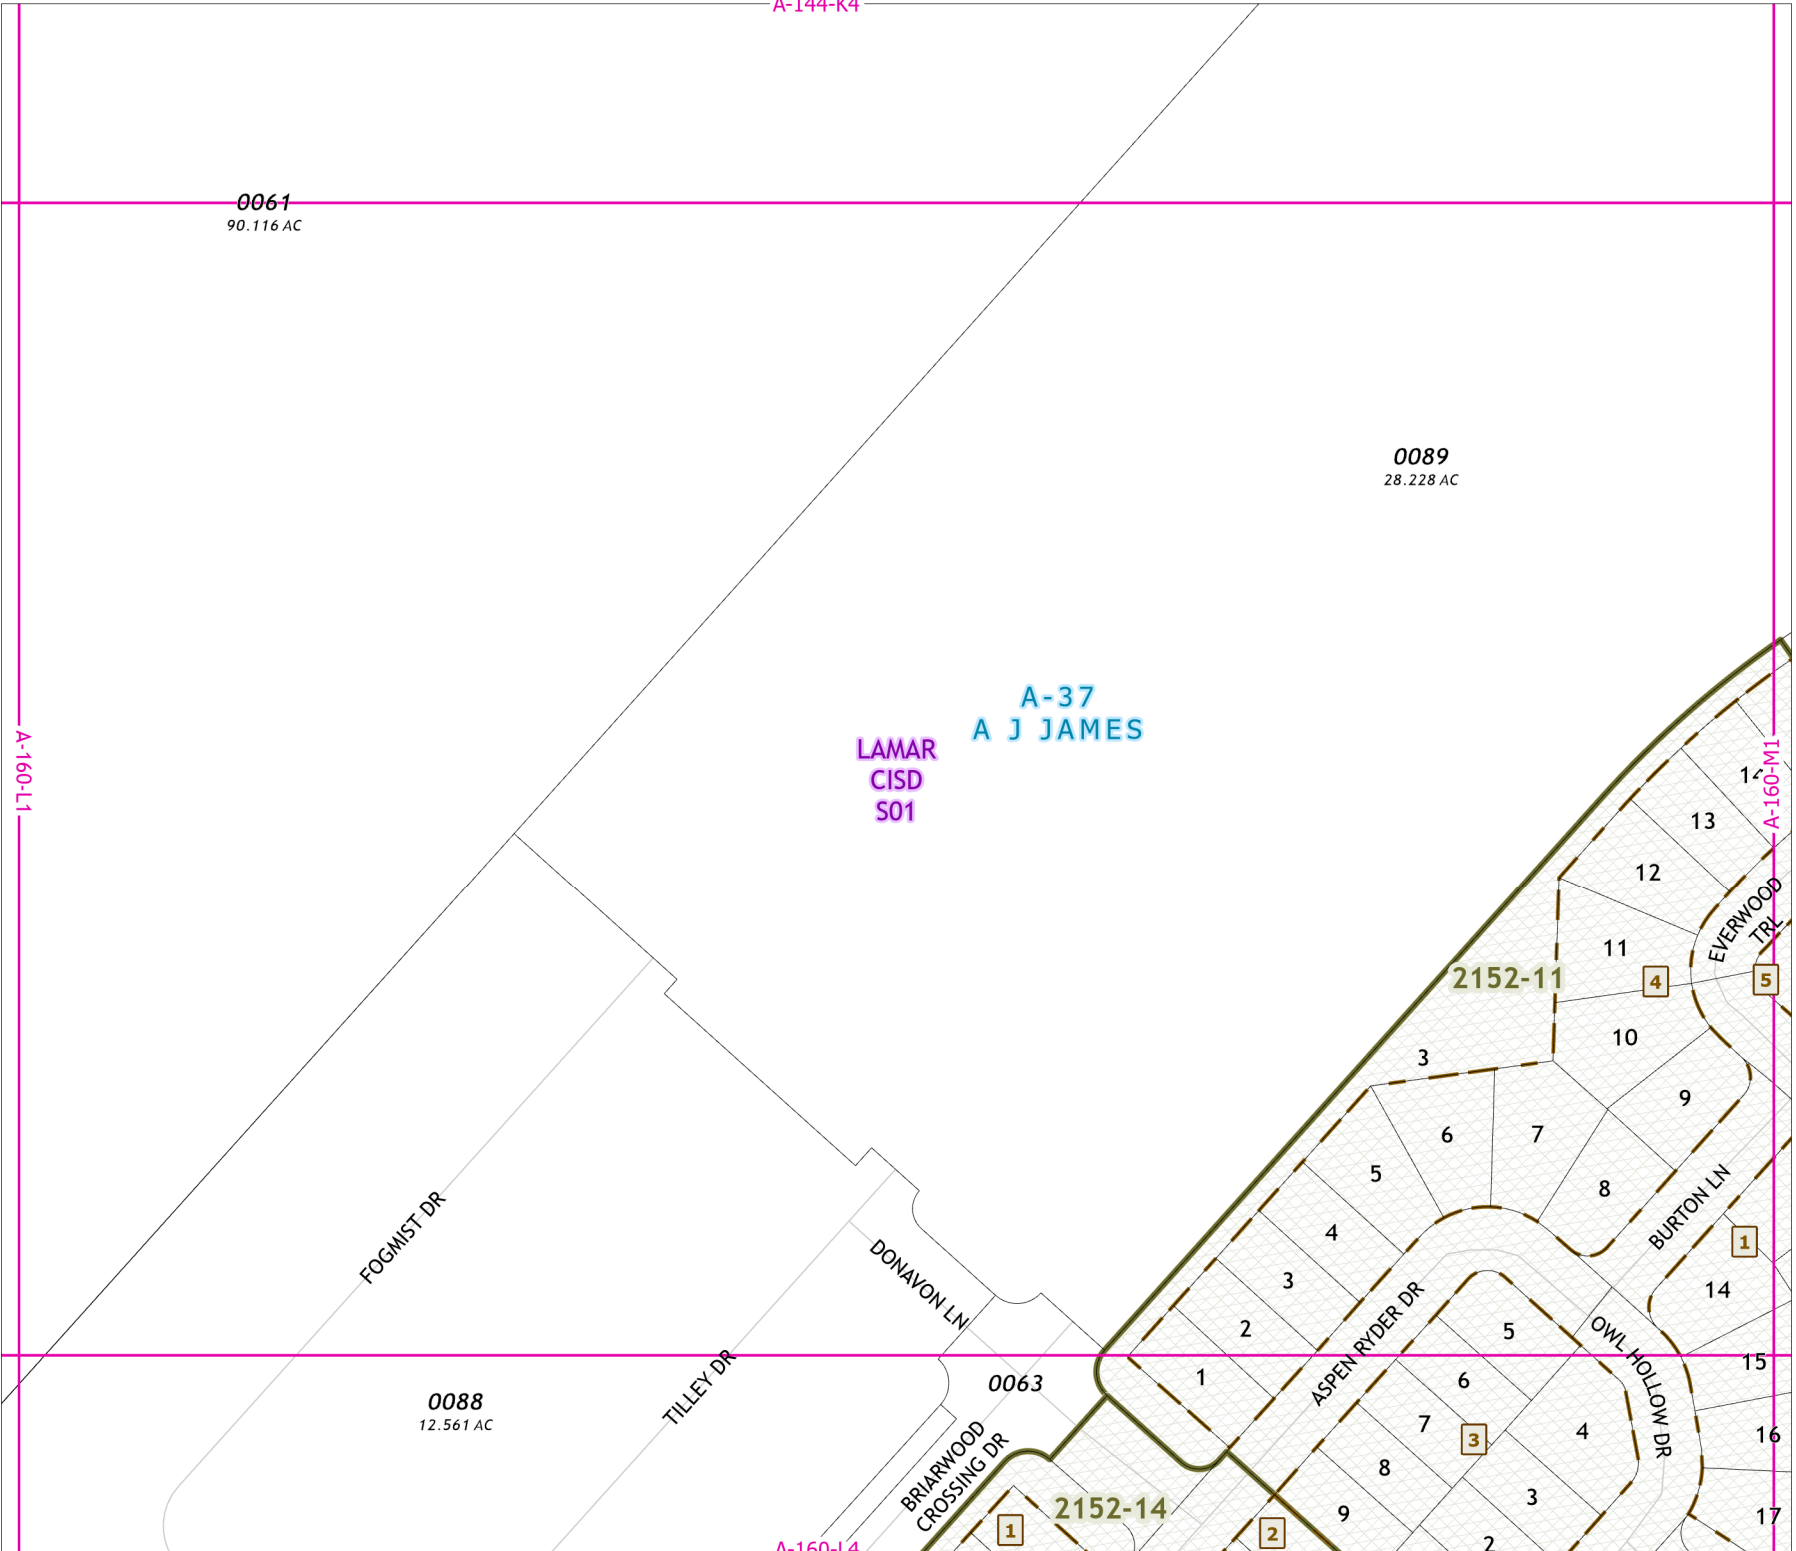 A-144-K4
0061
90.116 AC
0089
28.228 AC
A-37
A J JAMES
LAMAR
CISD
S01
A-160-L1
A-160-M1
14
13
12
EVERWOOD
TRL
11
2152-11
4
5
10
3
9
6
7
5
8
BURTON LN
4
1
FOGMIST DR
DONAVON LN
3
14
ASPEN RYDER DR
2
5
OWL HOLLOW DR
15
TILLEY DR
0063
1
6
0088
12.561 AC
7
3
4
16
BRIARWOOD
CROSSING DR
8
3
2152-14
9
17
1
2
2
A-160-L4